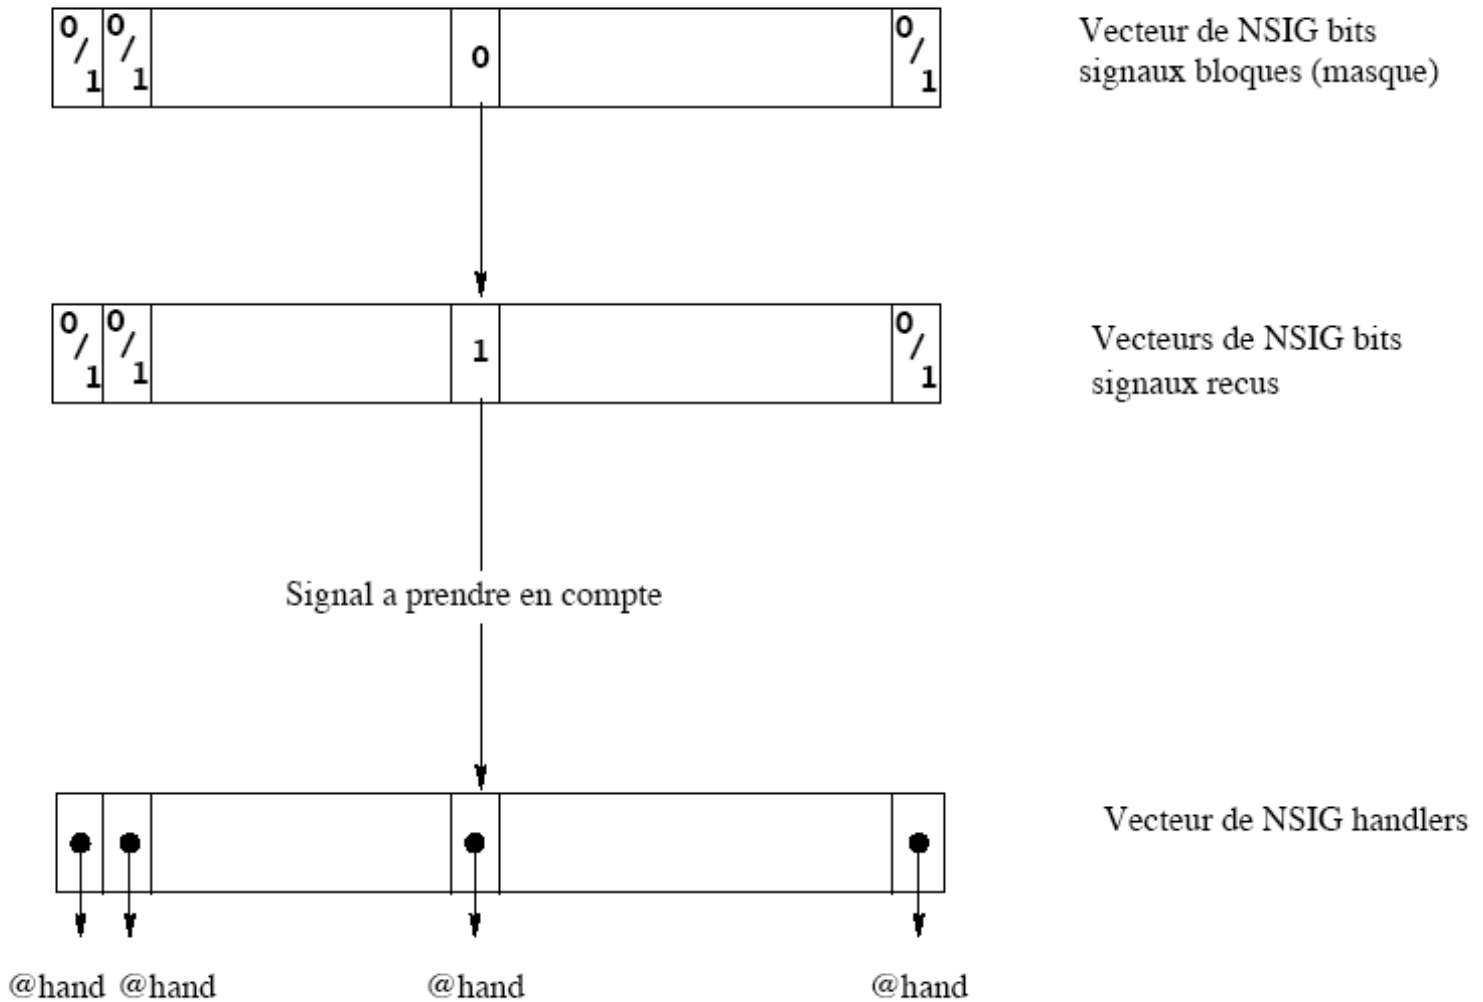 0/1 0/1 0 0/1
Vecteur de NSIG bits
signaux bloques (masque)
0/1 0/1 1 0/1
Vecteurs de NSIG bits
signaux recus
Signal a prendre en compte
Vecteur de NSIG handlers
@hand @hand @hand @hand